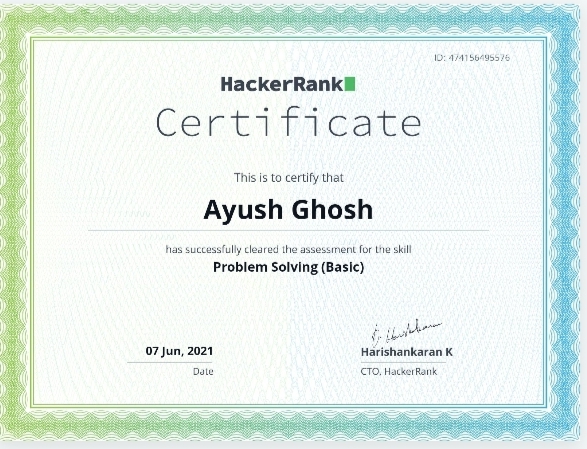 ID: 474156495576
HackerRank
Certificate
This is to certify that
Ayush Ghosh
has successfully cleared the assessment for the skill
Problem Solving (Basic)
07 Jun, 2021
Date
Harishankaran K
CTO, HackerRank